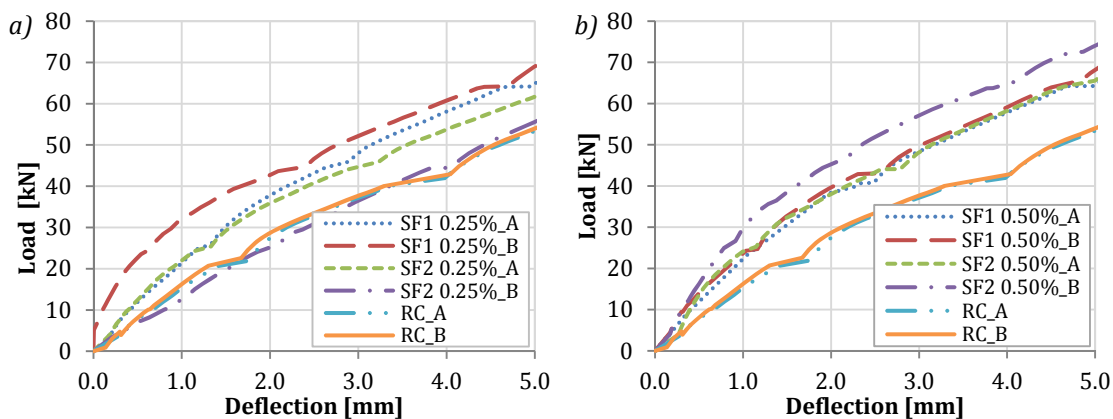 a)
Load [kN]
80
70
60
50
40
30
20
10
0
0.0 1.0 2.0 3.0 4.0 5.0
Deflection [mm]
SF1 0.25%_A
SF1 0.25%_B
SF2 0.25%_A
SF2 0.25%_B
RC_A
RC_B
b)
Load [kN]
80
70
60
50
40
30
20
10
0
0.0 1.0 2.0 3.0 4.0 5.0
Deflection [mm]
SF1 0.50%_A
SF1 0.50%_B
SF2 0.50%_A
SF2 0.50%_B
RC_A
RC_B